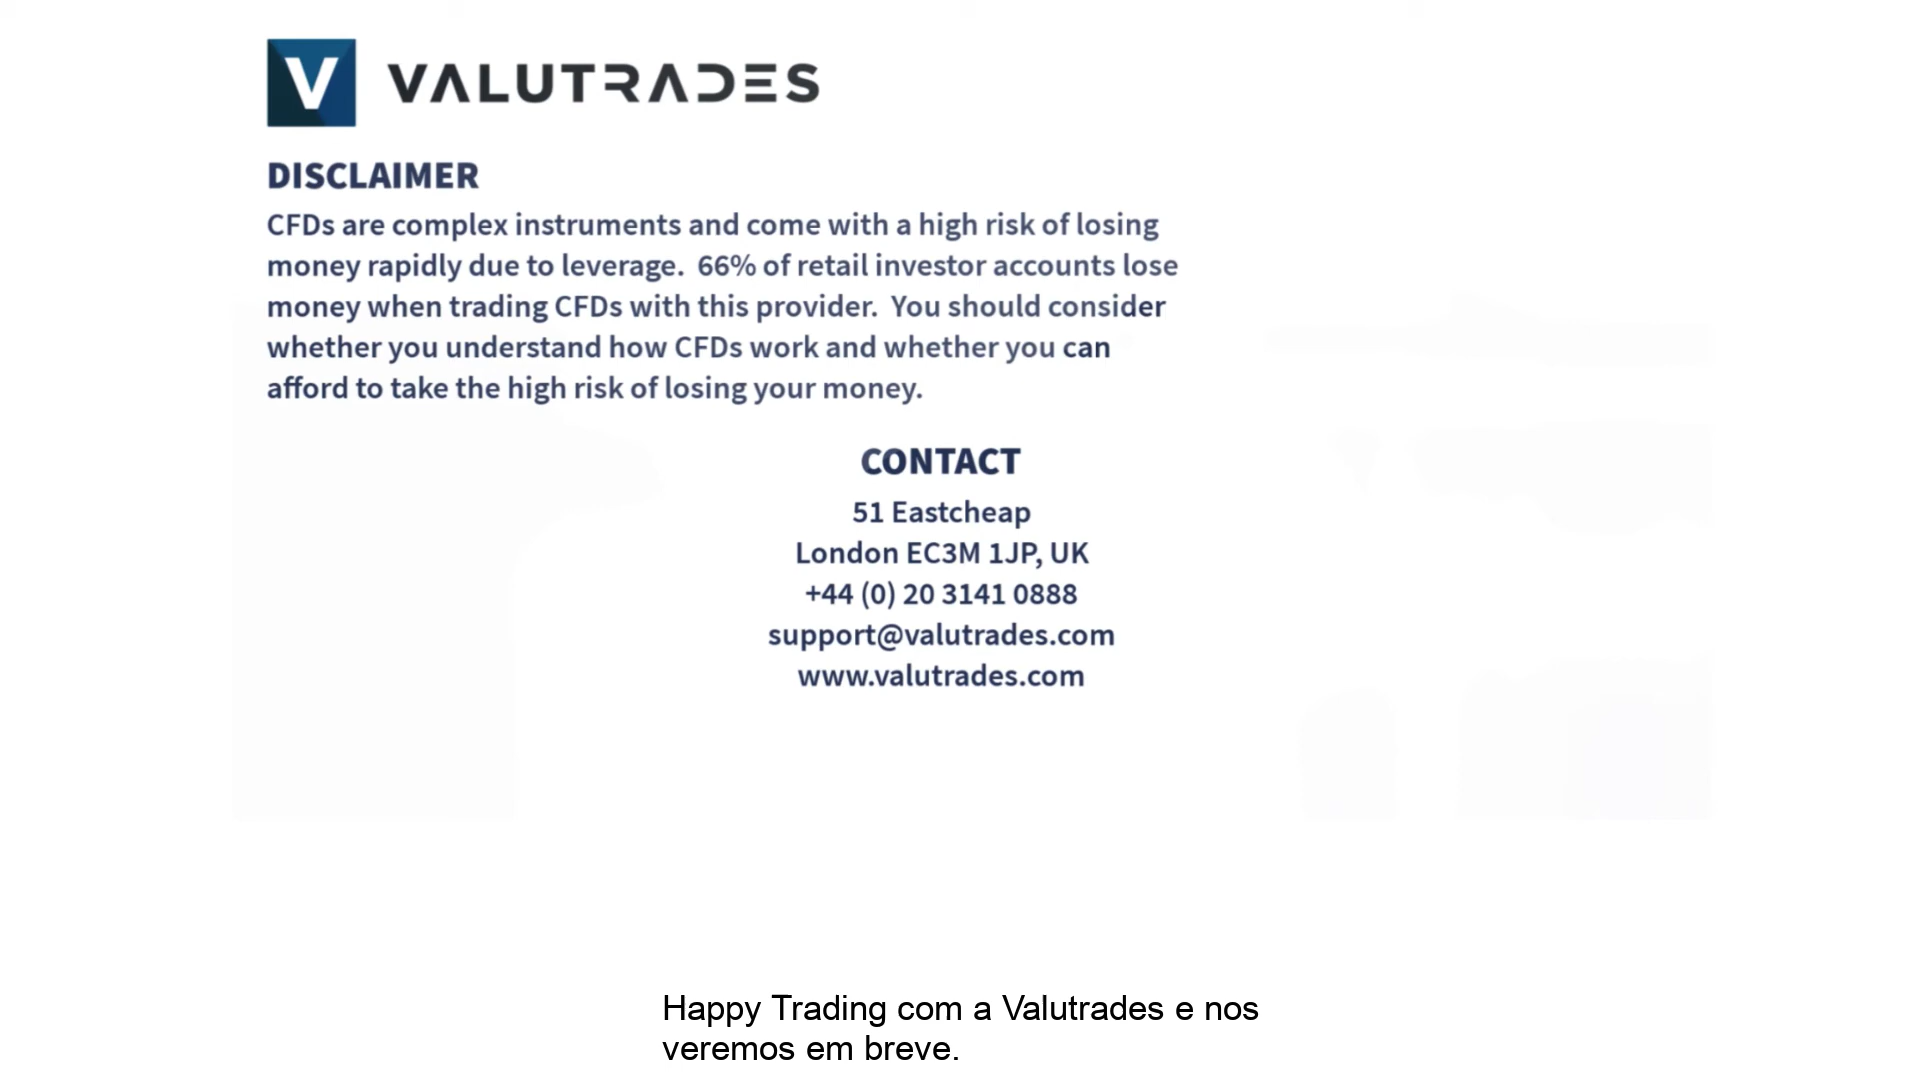 V VALUTRADES
DISCLAIMER
CFDs are complex instruments and come with a high risk of losing
money rapidly due to leverage.  66% of retail investor accounts lose
money when trading CFDs with this provider.  You should consider
whether you understand how CFDs work and whether you can
afford to take the high risk of losing your money.
CONTACT
51 Eastcheap
London EC3M 1JP, UK
+44 (0) 20 3141 0888
support@valutrades.com
www.valutrades.com
Happy Trading com a Valutrades e nos
veremos em breve.